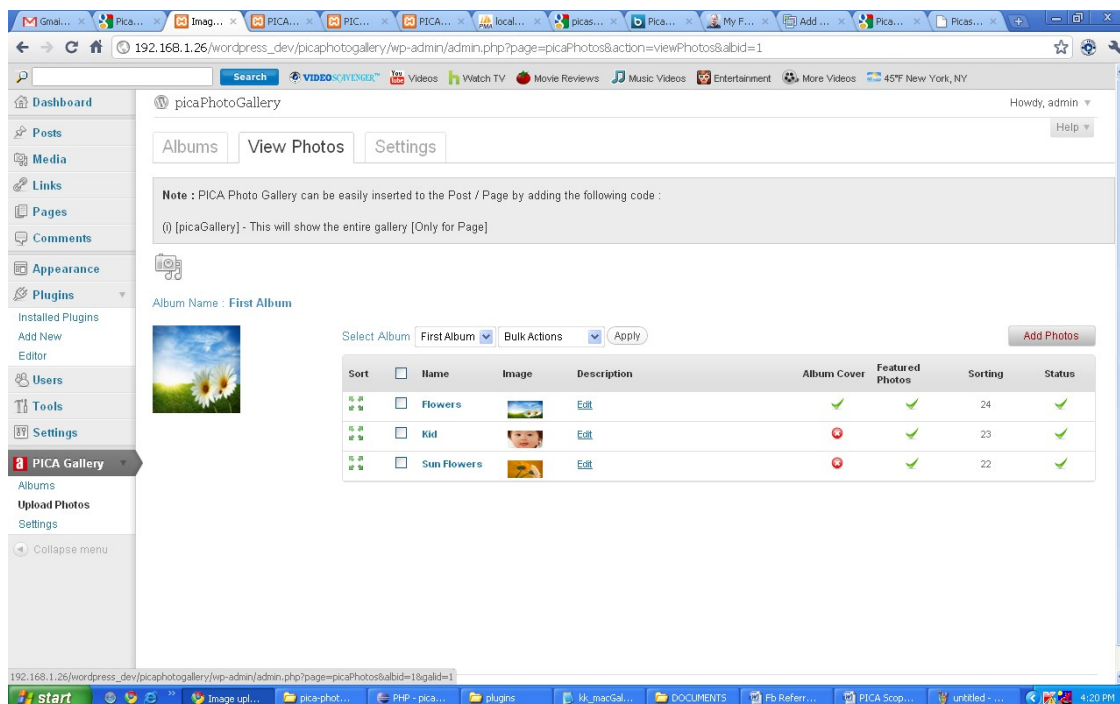 Gmai...
Pica...
Imag...
PICA...
PIC...
PICA...
local...
picas...
Pica...
My F...
Add ...
Pica...
Picas...
192.168.1.26/wordpress_dev/picaphotogallery/wp-admin/admin.php?page=picaPhotos&action=viewPhotos&albid=1
Search VIDEOSCAVENGER™ Videos Watch TV Movie Reviews Music Videos Entertainment More Videos 45°F New York, NY
Dashboard
Posts
Media
Links
Pages
Comments
Appearance
Plugins
Installed Plugins
Add New
Editor
Users
Tools
Settings
PICA Gallery
Albums
Upload Photos
Settings
Collapse menu
picaPhotoGallery
Howdy, admin
Help
Albums View Photos Settings
Note : PICA Photo Gallery can be easily inserted to the Post / Page by adding the following code :
(i) [picaGallery] - This will show the entire gallery [Only for Page]
Album Name : First Album
Select Album First Album Bulk Actions Apply Add Photos
Sort Name Image Description Album Cover Featured Photos Sorting Status
Flowers Edit 24
Kid Edit 23
Sun Flowers Edit 22
192.168.1.26/wordpress_dev/picaphotogallery/wp-admin/admin.php?page=picaPhotos&albid=1&galid=1
start Image upl... pica-phot... PHP - pica... plugins kk_macGal... DOCUMENTS Fb Referr... PICA Scop... untitled - ... 4:20 PM